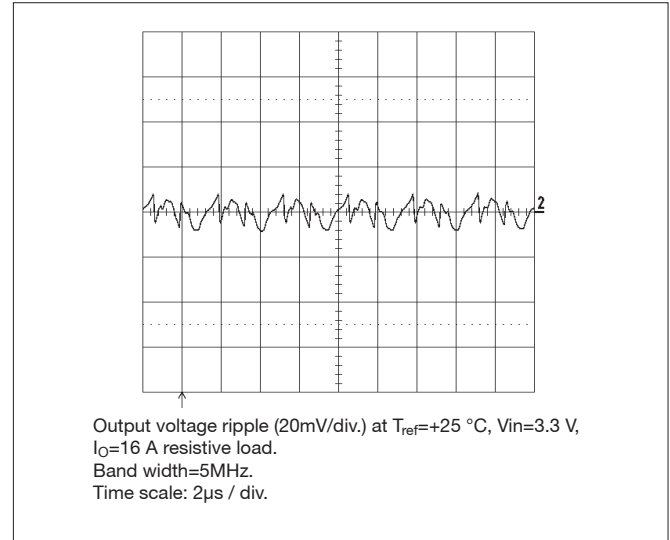 2
Output voltage ripple (20mV/div.) at Tref=+25 °C, Vin=3.3 V,
IO=16 A resistive load.
Band width=5MHz.
Time scale: 2µs / div.